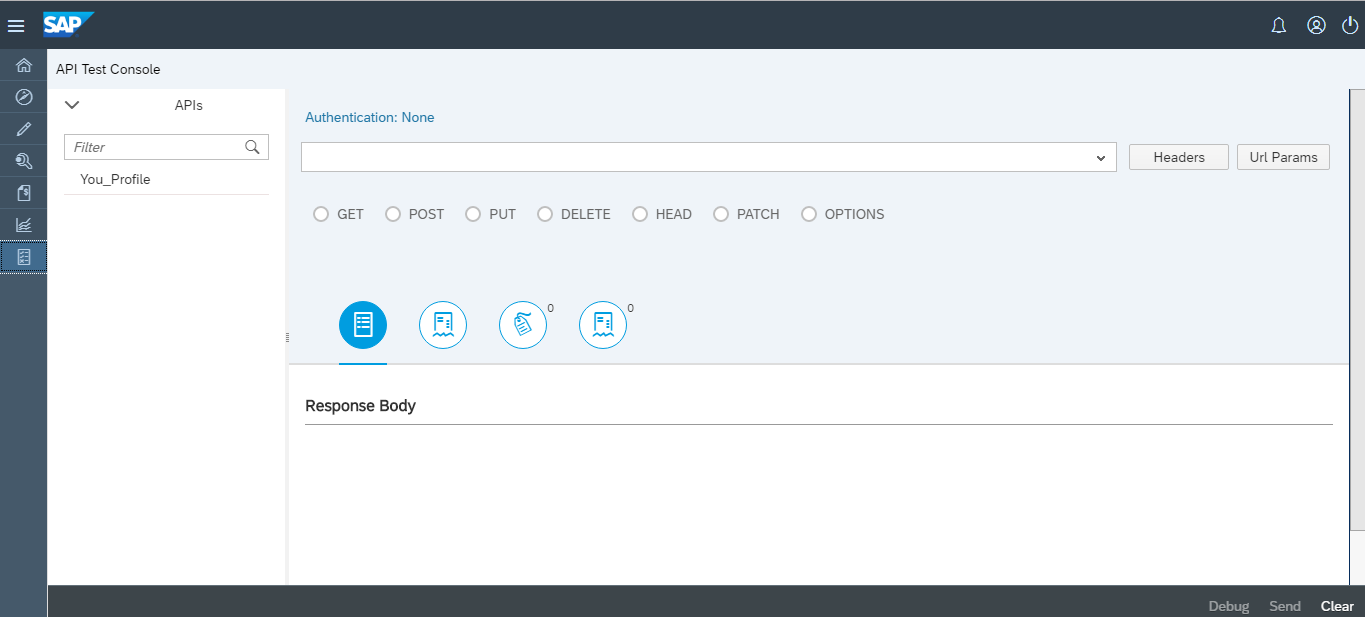 SAP
API Test Console
APIs
Filter
You_Profile
Authentication: None
Headers
Url Params
GET POST PUT DELETE HEAD PATCH OPTIONS
0
0
Response Body
Debug Send Clear